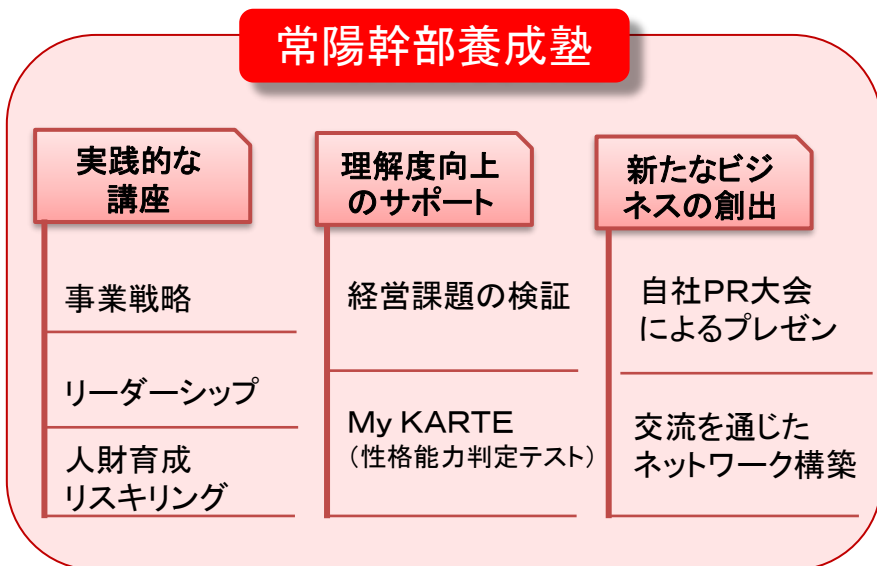 常陽幹部養成塾
実践的な
講座
事業戦略
リーダーシップ
人財育成
リスキリング
理解度向上
のサポート
経営課題の検証
My KARTE
（性格能力判定テスト）
新たなビジ
ネスの創出
自社PR大会
によるプレゼン
交流を通じた
ネットワーク構築